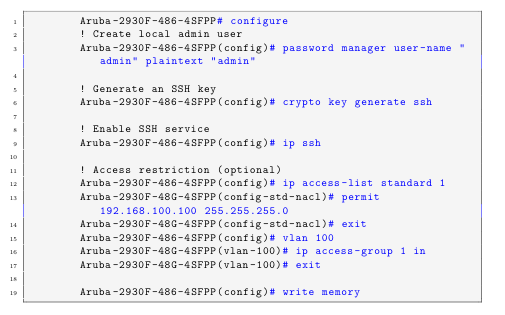 1 Aruba-2930F-486-4SFPP# configure
2 ! Create local admin user
3 Aruba-2930F-486-4SFPP(config)# password manager user-name "
admin" plaintext "admin"
4
5 ! Generate an SSH key
6 Aruba-2930F-486-4SFPP(config)# crypto key generate ssh
7
8 ! Enable SSH service
9 Aruba-2930F-486-4SFPP(config)# ip ssh
10
11 ! Access restriction (optional)
12 Aruba-2930F-486-4SFPP(config)# ip access-list standard 1
13 Aruba-2930F-48G-4SFPP(config-std-nacl)# permit
192.168.100.100 255.255.255.0
14 Aruba-2930F-48G-4SFPP(config-std-nacl)# exit
15 Aruba-2930F-486-4SFPP(config)# vlan 100
16 Aruba-2930F-48G-4SFPP(vlan-100)# ip access-group 1 in
17 Aruba-2930F-48G-4SFPP(vlan-100)# exit
18
19 Aruba-2930F-486-4SFPP(config)# write memory